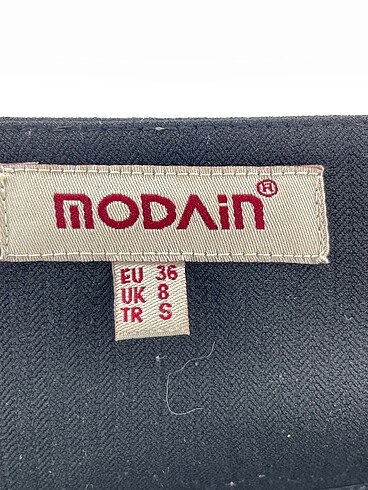 MODAiN®
EU 36
UK 8
TR S